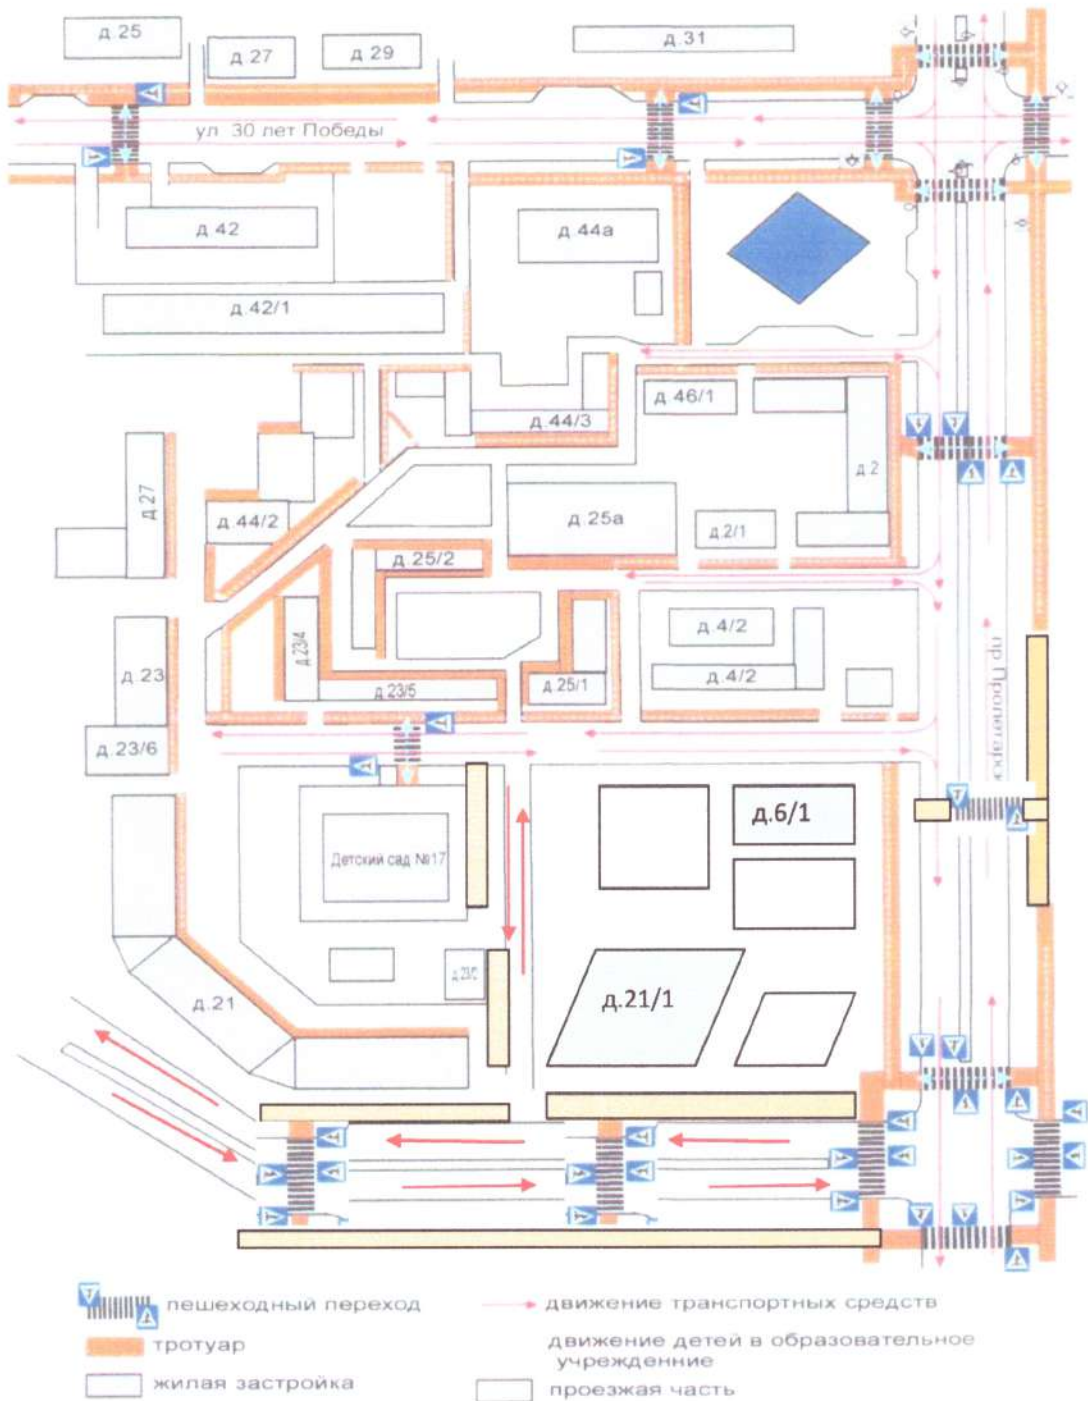 д.25
д.27
д.29
д.31
ул 30 лет Победы
д.42
д.44а
д.42/1
д.46/1
д.44/3
д.2
д.27
д.44/2
д.25а
д.2/1
д.25/2
д.23/4
д.4/2
д.23
д.23/5
д.25/1
д.4/2
д.23/6
Детский сад №17
д.6/1
д.21
д.21/1
пешеходный переход
движение транспортных средств
тротуар
движение детей в образовательное
учрежденние
жилая застройка
проезжая часть